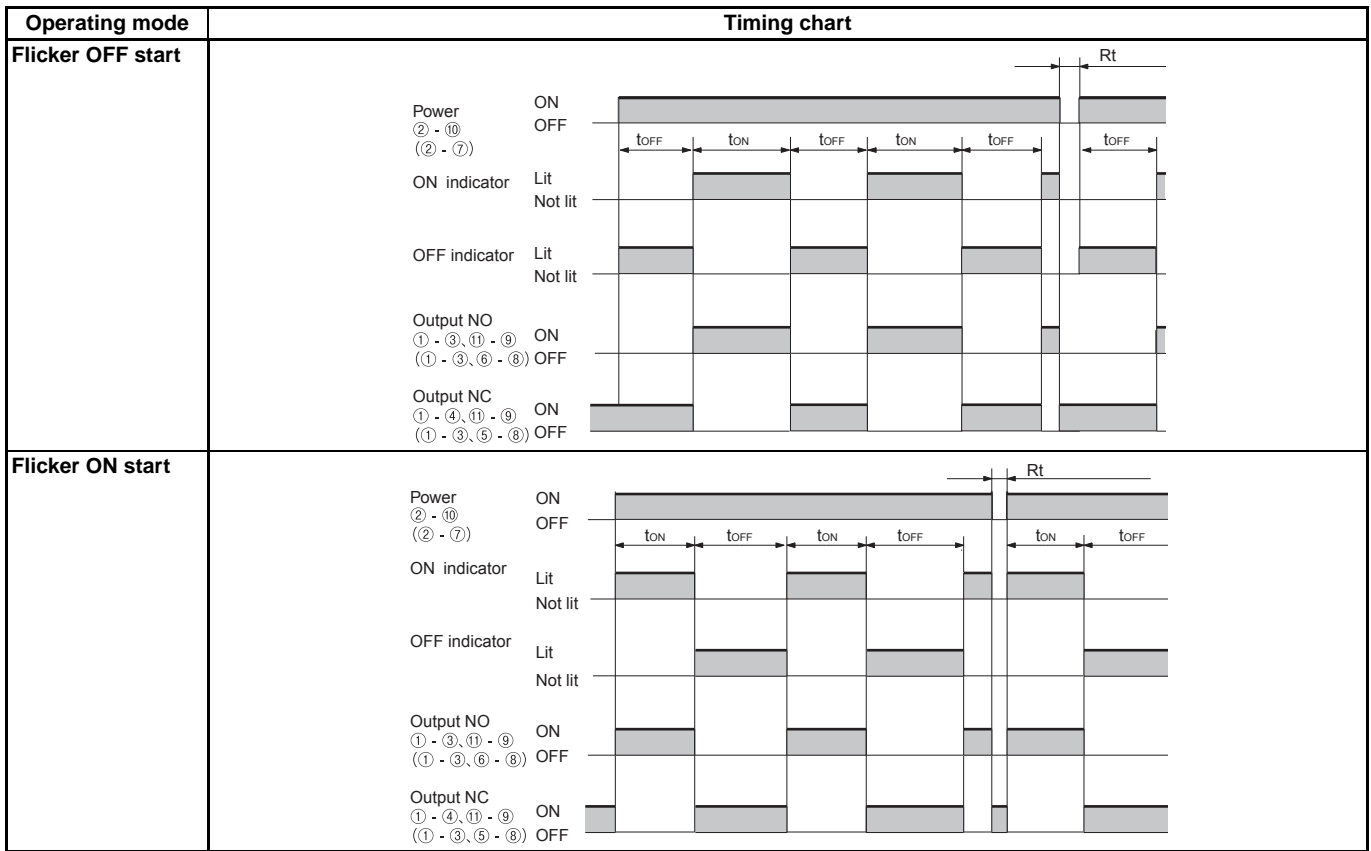 Operating mode
Timing chart
Flicker OFF start
Rt
Power
② - ⑩
(② - ⑦)
ON
OFF
tOFF tON tOFF tON tOFF tOFF
ON indicator
Lit
Not lit
OFF indicator
Lit
Not lit
Output NO
① - ③、⑪ - ⑨
(① - ③、⑥ - ⑧)
ON
OFF
Output NC
① - ④、⑪ - ⑨
(① - ③、⑤ - ⑧)
ON
OFF
Flicker ON start
Rt
Power
② - ⑩
(② - ⑦)
ON
OFF
tON tOFF tON tOFF tON tOFF
ON indicator
Lit
Not lit
OFF indicator
Lit
Not lit
Output NO
① - ③、⑪ - ⑨
(① - ③、⑥ - ⑧)
ON
OFF
Output NC
① - ④、⑪ - ⑨
(① - ③、⑤ - ⑧)
ON
OFF